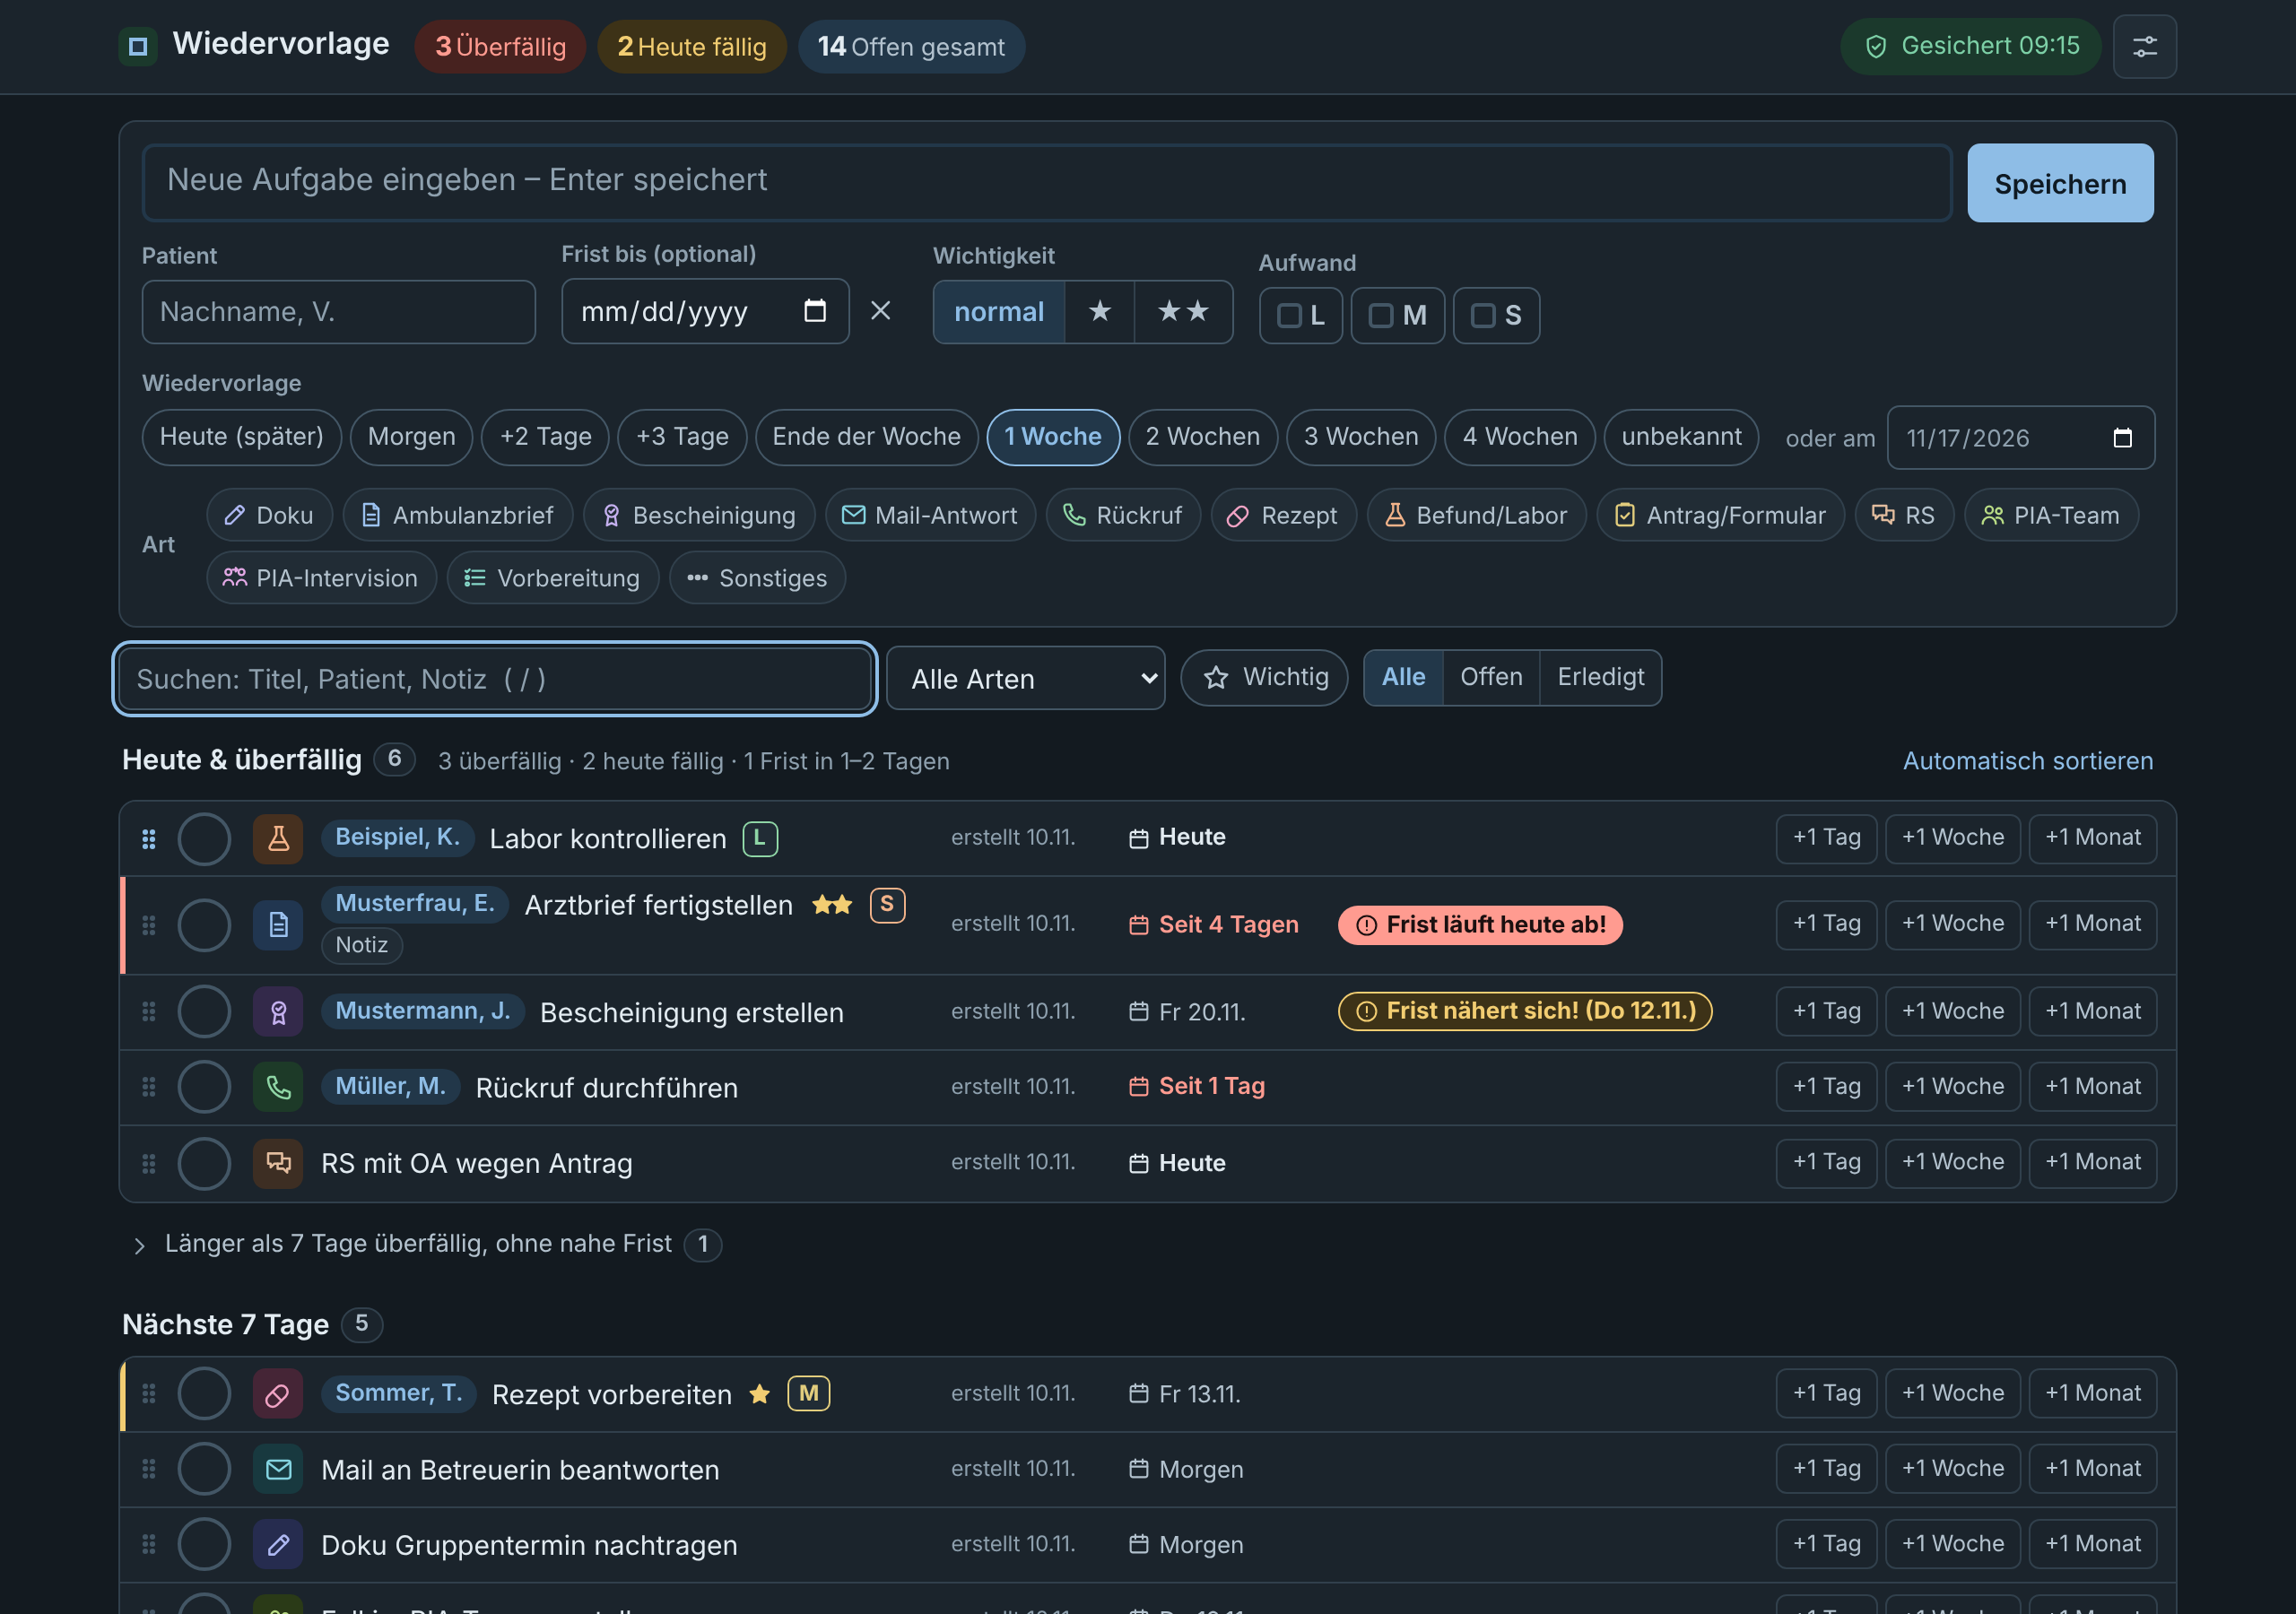 Wiedervorlage 3 Überfällig 2 Heute fällig 14 Offen gesamt Gesichert 09:15
Neue Aufgabe eingeben – Enter speichert Speichern
Patient Frist bis (optional) Wichtigkeit Aufwand
Nachname, V. mm/dd/yyyy normal ★ ★★ L M S
Wiedervorlage
Heute (später) Morgen +2 Tage +3 Tage Ende der Woche 1 Woche 2 Wochen 3 Wochen 4 Wochen unbekannt oder am 11/17/2026
Art Doku Ambulanzbrief Bescheinigung Mail-Antwort Rückruf Rezept Befund/Labor Antrag/Formular RS PIA-Team
PIA-Intervision Vorbereitung Sonstiges
Suchen: Titel, Patient, Notiz ( / ) Alle Arten Wichtig Alle Offen Erledigt
Heute & überfällig 6 3 überfällig · 2 heute fällig · 1 Frist in 1–2 Tagen Automatisch sortieren
Beispiel, K. Labor kontrollieren L erstellt 10.11. Heute +1 Tag +1 Woche +1 Monat
Musterfrau, E. Arztbrief fertigstellen S erstellt 10.11. Seit 4 Tagen Frist läuft heute ab! +1 Tag +1 Woche +1 Monat
Notiz
Mustermann, J. Bescheinigung erstellen erstellt 10.11. Fr 20.11. Frist nähert sich! (Do 12.11.) +1 Tag +1 Woche +1 Monat
Müller, M. Rückruf durchführen erstellt 10.11. Seit 1 Tag +1 Tag +1 Woche +1 Monat
RS mit OA wegen Antrag erstellt 10.11. Heute +1 Tag +1 Woche +1 Monat
Länger als 7 Tage überfällig, ohne nahe Frist 1
Nächste 7 Tage 5
Sommer, T. Rezept vorbereiten M erstellt 10.11. Fr 13.11. +1 Tag +1 Woche +1 Monat
Mail an Betreuerin beantworten erstellt 10.11. Morgen +1 Tag +1 Woche +1 Monat
Doku Gruppentermin nachtragen erstellt 10.11. Morgen +1 Tag +1 Woche +1 Monat